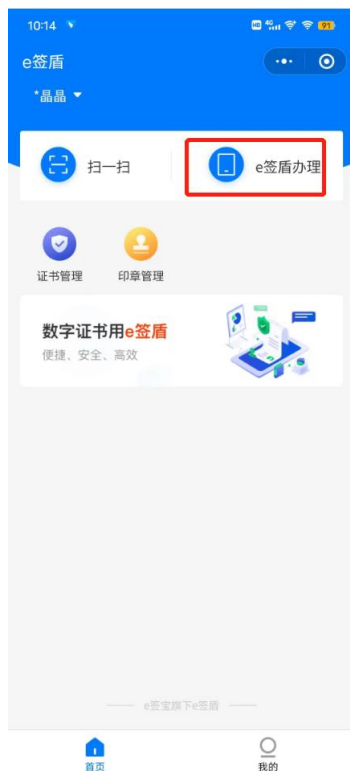 10:14
HD 4G 91
e签盾
*晶晶
扫一扫
e签盾办理
证书管理
印章管理
数字证书用e签盾
便捷、安全、高效
e签宝旗下e签盾
首页
我的